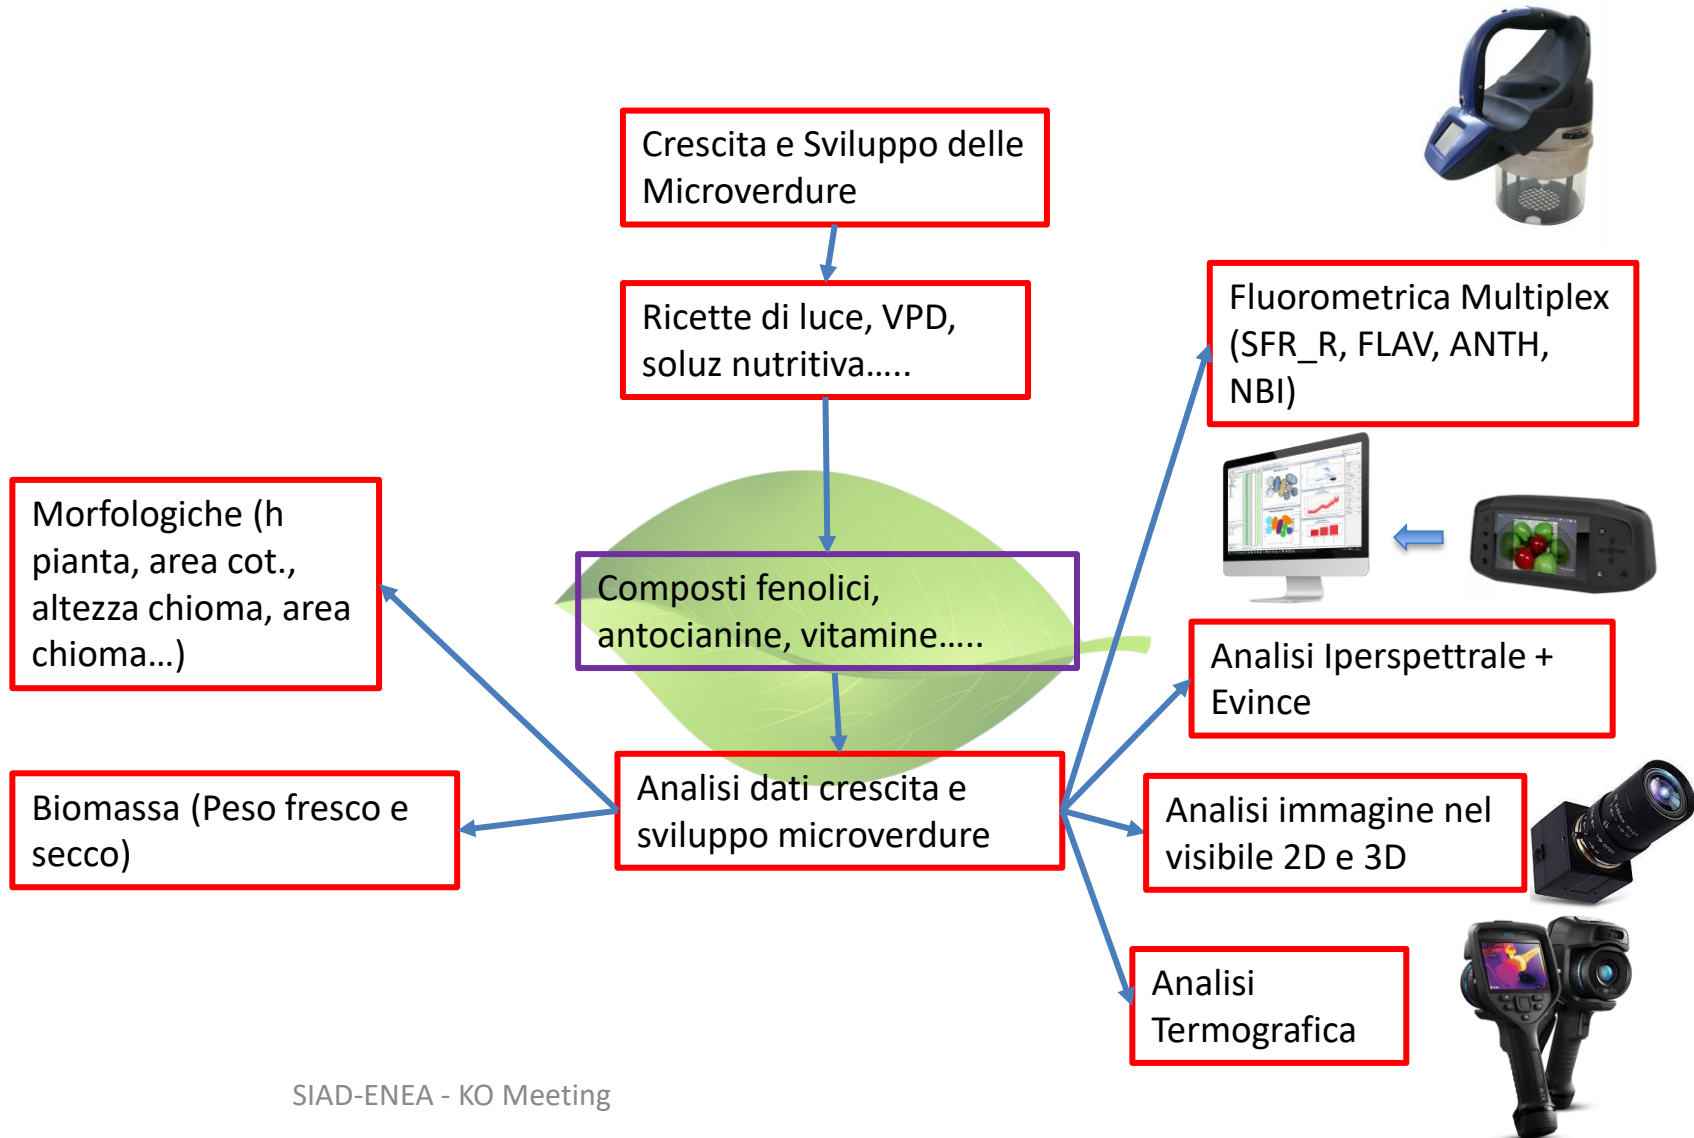 Crescita e Sviluppo delle
Microverdure
Ricette di luce, VPD,
soluz nutritiva.....
Fluorometrica Multiplex
(SFR_R, FLAV, ANTH,
NBI)
Morfologiche (h
pianta, area cot.,
altezza chioma, area
chioma...)
Composti fenolici,
antocianine, vitamine.....
Analisi Iperspettrale +
Evince
Biomassa (Peso fresco e
secco)
Analisi dati crescita e
sviluppo microverdure
Analisi immagine nel
visibile 2D e 3D
Analisi
Termografica
SIAD-ENEA - KO Meeting